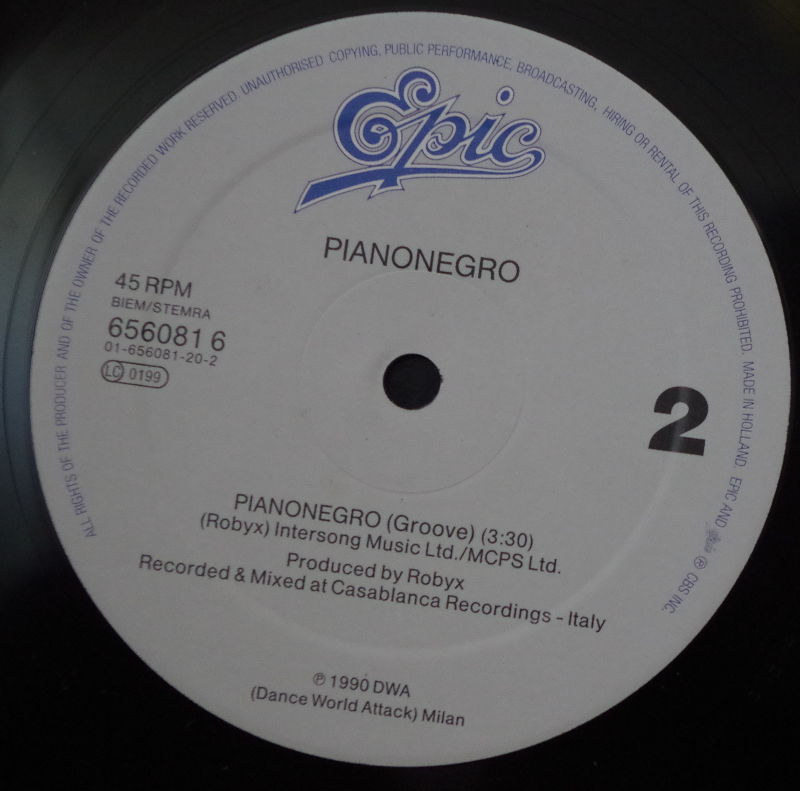 Epic
PIANONEGRO
45 RPM
BIEM/STEMRA
656081 6
01-656081-20-2
LC 0199
2
PIANONEGRO (Groove) (3:30)
(Robyx) Intersong Music Ltd./MCPS Ltd.
Produced by Robyx
Recorded & Mixed at Casablanca Recordings - Italy
℗ 1990 DWA
(Dance World Attack) Milan
ALL RIGHTS OF THE PRODUCER AND OF THE OWNER OF THE RECORDED WORK RESERVED. UNAUTHORISED COPYING, PUBLIC PERFORMANCE, BROADCASTING, HIRING OR RENTAL OF THIS RECORDING PROHIBITED. MADE IN HOLLAND. EPIC AND Epic ℗ CBS INC.